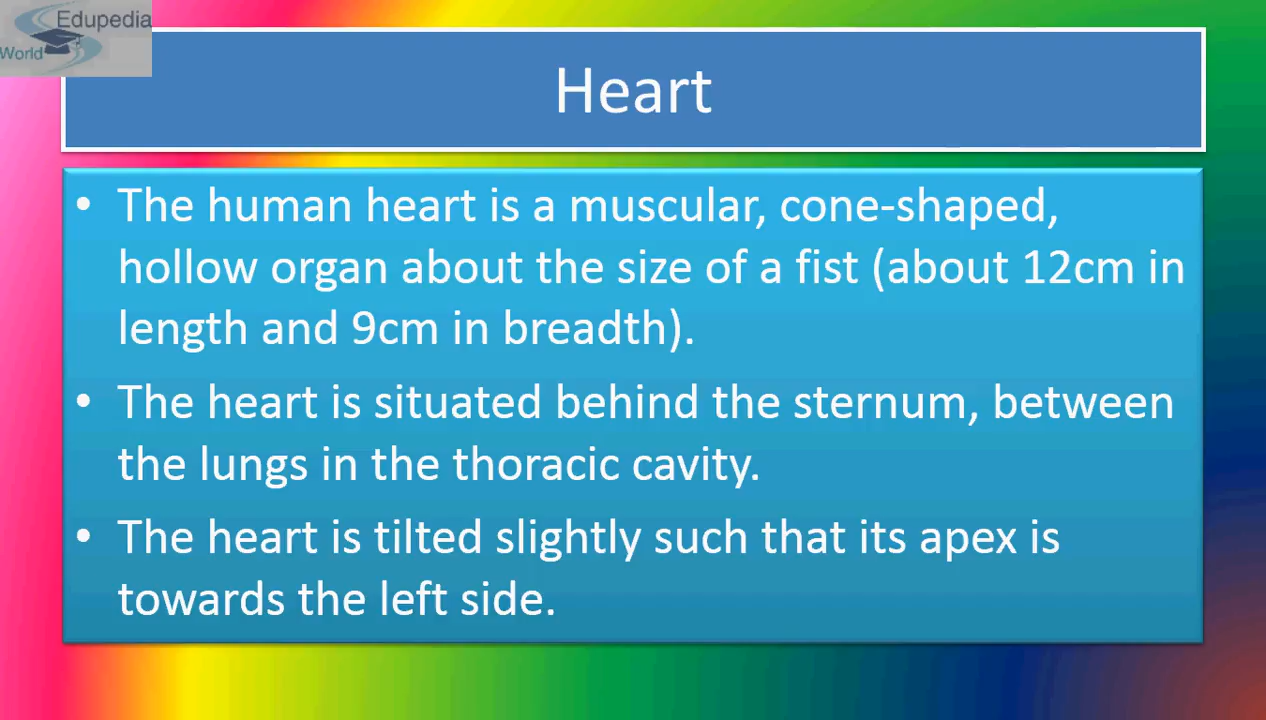 Edupedia
World
Heart
• The human heart is a muscular, cone-shaped,
hollow organ about the size of a fist (about 12cm in
length and 9cm in breadth).
• The heart is situated behind the sternum, between
the lungs in the thoracic cavity.
• The heart is tilted slightly such that its apex is
towards the left side.